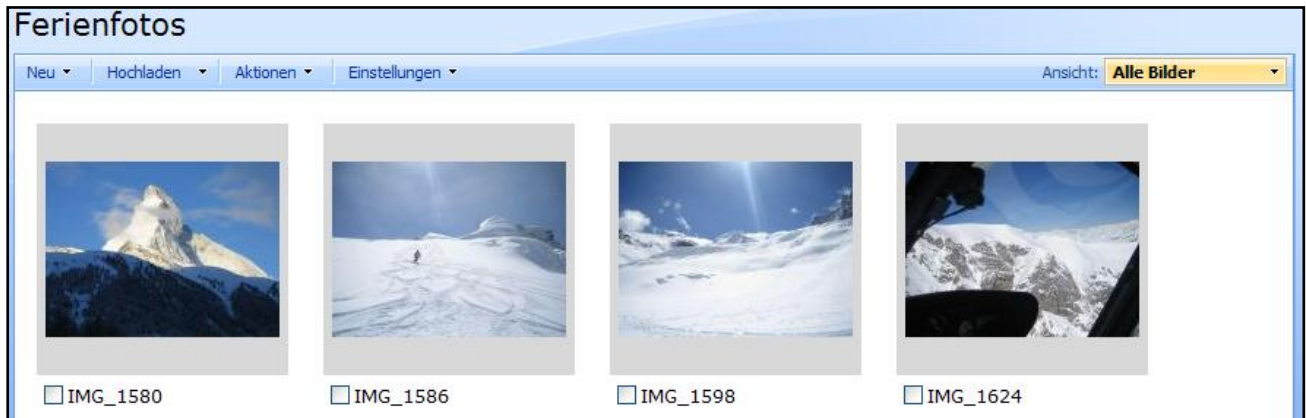 Ferienfotos
Neu Hochladen Aktionen Einstellungen Ansicht: Alle Bilder
IMG_1580 IMG_1586 IMG_1598 IMG_1624